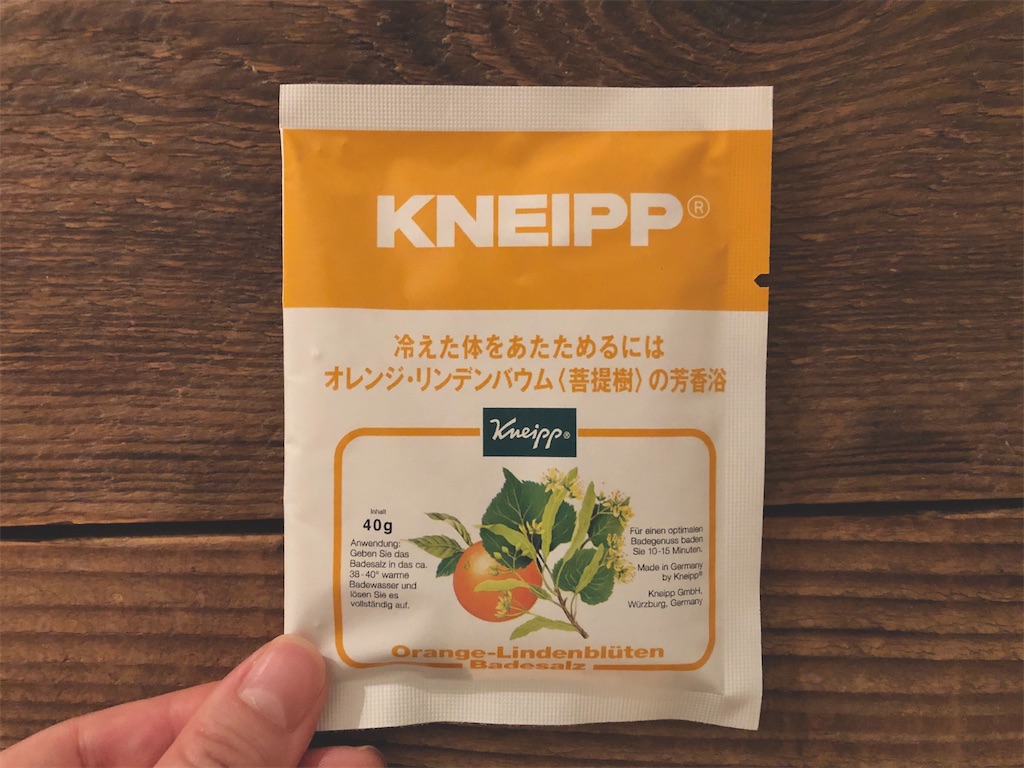 KNEIPP®
冷えた体をあたためるには
オレンジ・リンデンバウム〈菩提樹〉の芳香浴
Kneipp®
Inhalt
40g
Anwendung:
Geben Sie das
Badesalz in das ca.
38-40° warme
Badewasser und
lösen Sie es
vollständig auf.
Für einen optimalen
Badegenuss baden
Sie 10-15 Minuten.
Made in Germany
by Kneipp®
Kneipp GmbH,
Würzburg, Germany
Orange-Lindenblüten
Badesalz